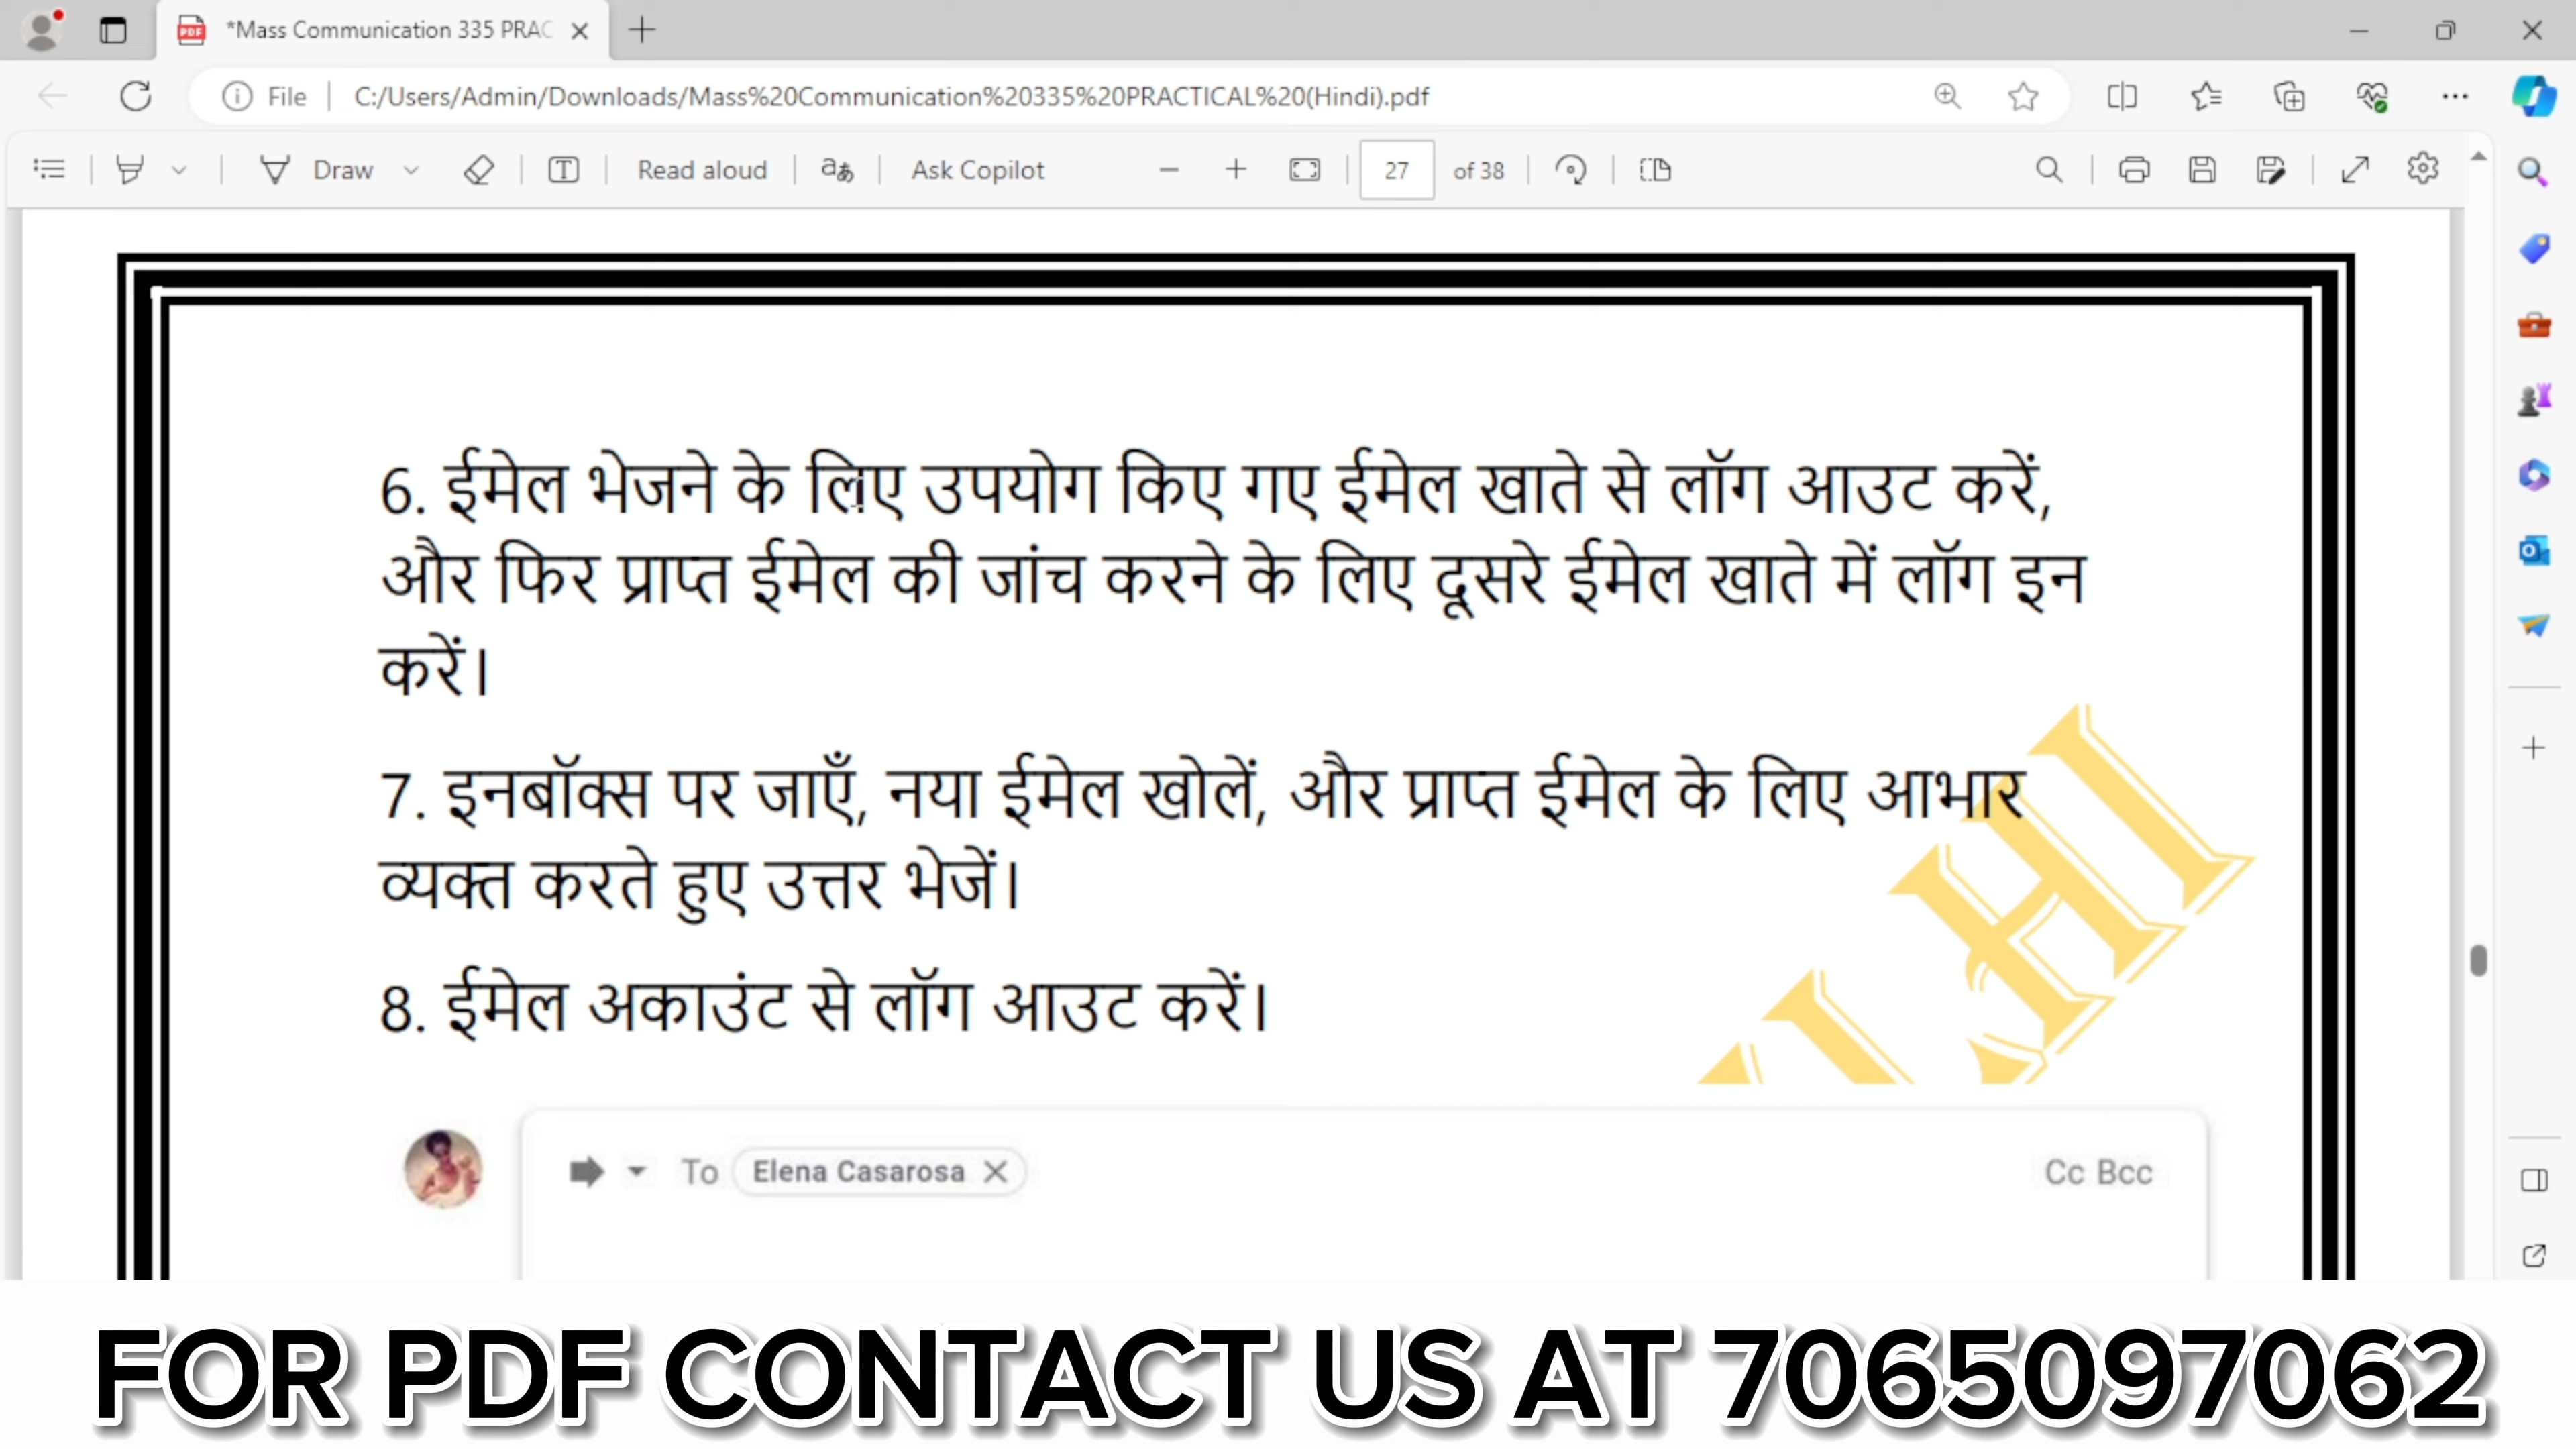 *Mass Communication 335 PRAC
File
C:/Users/Admin/Downloads/Mass%20Communication%20335%20PRACTICAL%20(Hindi).pdf
Draw
Read aloud
Ask Copilot
27 of 38
6. ईमेल भेजने के लिए उपयोग किए गए ईमेल खाते से लॉग आउट करें,
और फिर प्राप्त ईमेल की जांच करने के लिए दूसरे ईमेल खाते में लॉग इन
करें।
7. इनबॉक्स पर जाएँ, नया ईमेल खोलें, और प्राप्त ईमेल के लिए आभार
व्यक्त करते हुए उत्तर भेजें।
8. ईमेल अकाउंट से लॉग आउट करें।
To Elena Casarosa
Cc Bcc
FOR PDF CONTACT US AT 7065097062